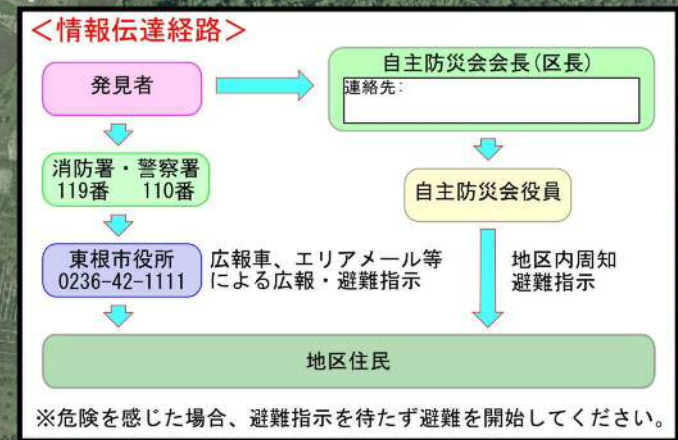 ＜情報伝達経路＞
発見者
自主防災会会長(区長)
連絡先：
消防署・警察署
119番　110番
自主防災会役員
東根市役所
0236-42-1111
広報車、エリアメール等
による広報・避難指示
地区内周知
避難指示
地区住民
※危険を感じた場合、避難指示を待たず避難を開始してください。